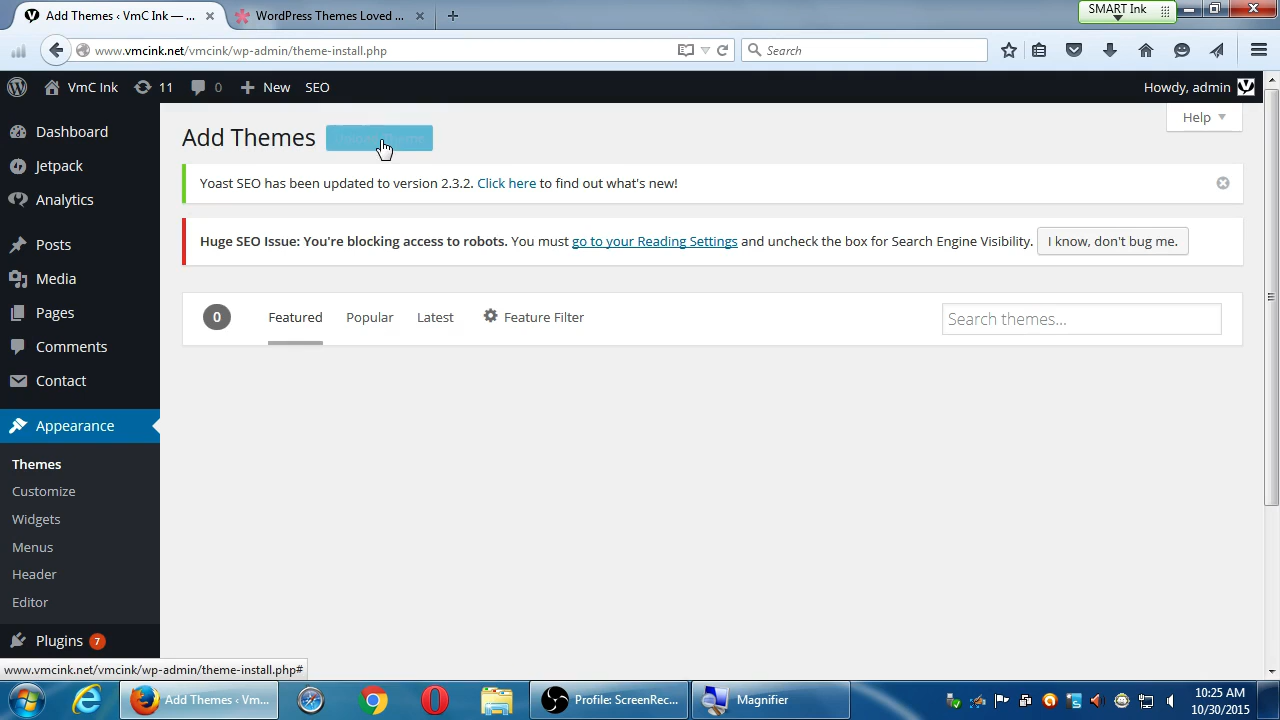 Add Themes ‹ VmC Ink — ...
WordPress Themes Loved ...
SMART Ink
www.vmcink.net/vmcink/wp-admin/theme-install.php
Search
VmC Ink
11
0
New
SEO
Howdy, admin
Dashboard
Jetpack
Analytics
Posts
Media
Pages
Comments
Contact
Appearance
Themes
Customize
Widgets
Menus
Header
Editor
Plugins 7
Add Themes
Help
Yoast SEO has been updated to version 2.3.2. Click here to find out what's new!
Huge SEO Issue: You're blocking access to robots. You must go to your Reading Settings and uncheck the box for Search Engine Visibility. I know, don't bug me.
0 Featured Popular Latest Feature Filter
Search themes...
www.vmcink.net/vmcink/wp-admin/theme-install.php#
Add Themes ‹ Vm...
Profile: ScreenRec...
Magnifier
10:25 AM
10/30/2015